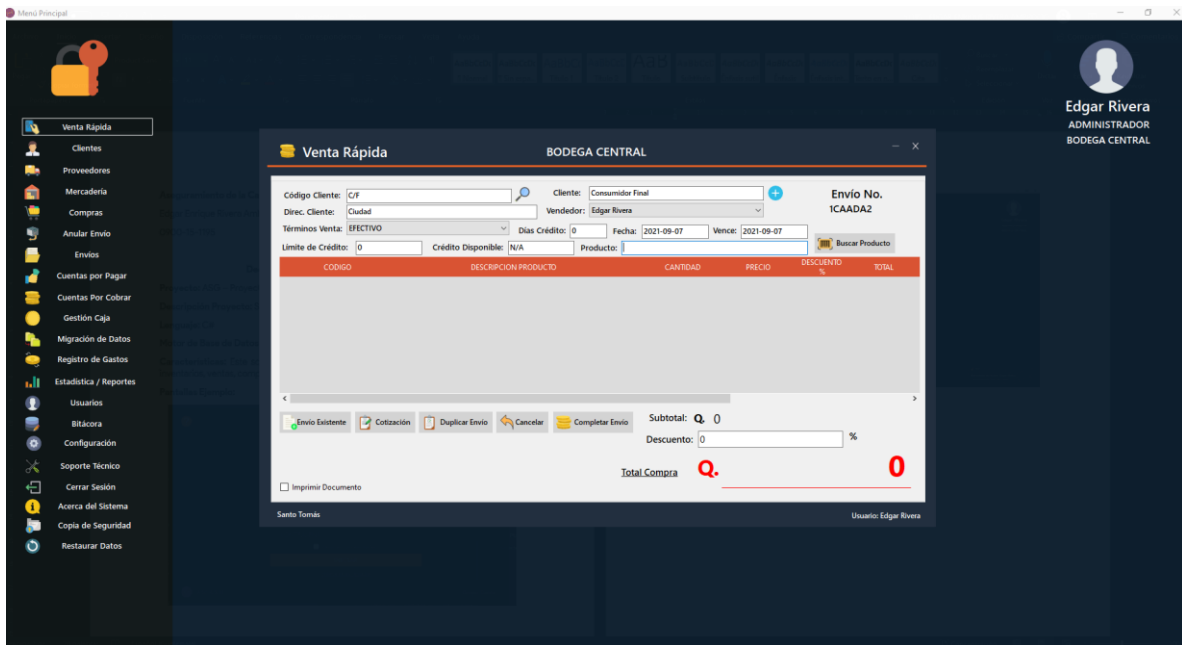 Menú Principal
Edgar Rivera
ADMINISTRADOR
BODEGA CENTRAL
Venta Rápida
Clientes
Proveedores
Mercadería
Compras
Anular Envío
Envíos
Cuentas por Pagar
Cuentas Por Cobrar
Gestión Caja
Migración de Datos
Registro de Gastos
Estadística / Reportes
Usuarios
Bitácora
Configuración
Soporte Técnico
Cerrar Sesión
Acerca del Sistema
Copia de Seguridad
Restaurar Datos
Venta Rápida BODEGA CENTRAL
Código Cliente: C/F Cliente: Consumidor Final Envío No.
Direc. Cliente: Ciudad Vendedor: Edgar Rivera 1CAADA2
Términos Venta: EFECTIVO Días Crédito: 0 Fecha: 2021-09-07 Vence: 2021-09-07
Límite de Crédito: 0 Crédito Disponible: N/A Producto: Buscar Producto
CODIGO DESCRIPCION PRODUCTO CANTIDAD PRECIO DESCUENTO % TOTAL
Envío Existente Cotización Duplicar Envío Cancelar Completar Envío Subtotal: Q. 0
Descuento: 0 %
Total Compra Q. 0
Imprimir Documento
Santo Tomás Usuario: Edgar Rivera